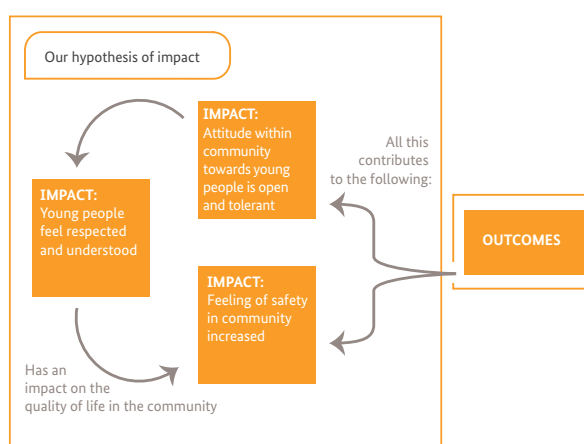 Our hypothesis of impact
IMPACT:
Attitude within
community
towards young
people is open
and tolerant
All this
contributes
to the following:
IMPACT:
Young people
feel respected
and understood
OUTCOMES
IMPACT:
Feeling of safety
in community
increased
Has an
impact on the
quality of life in the community